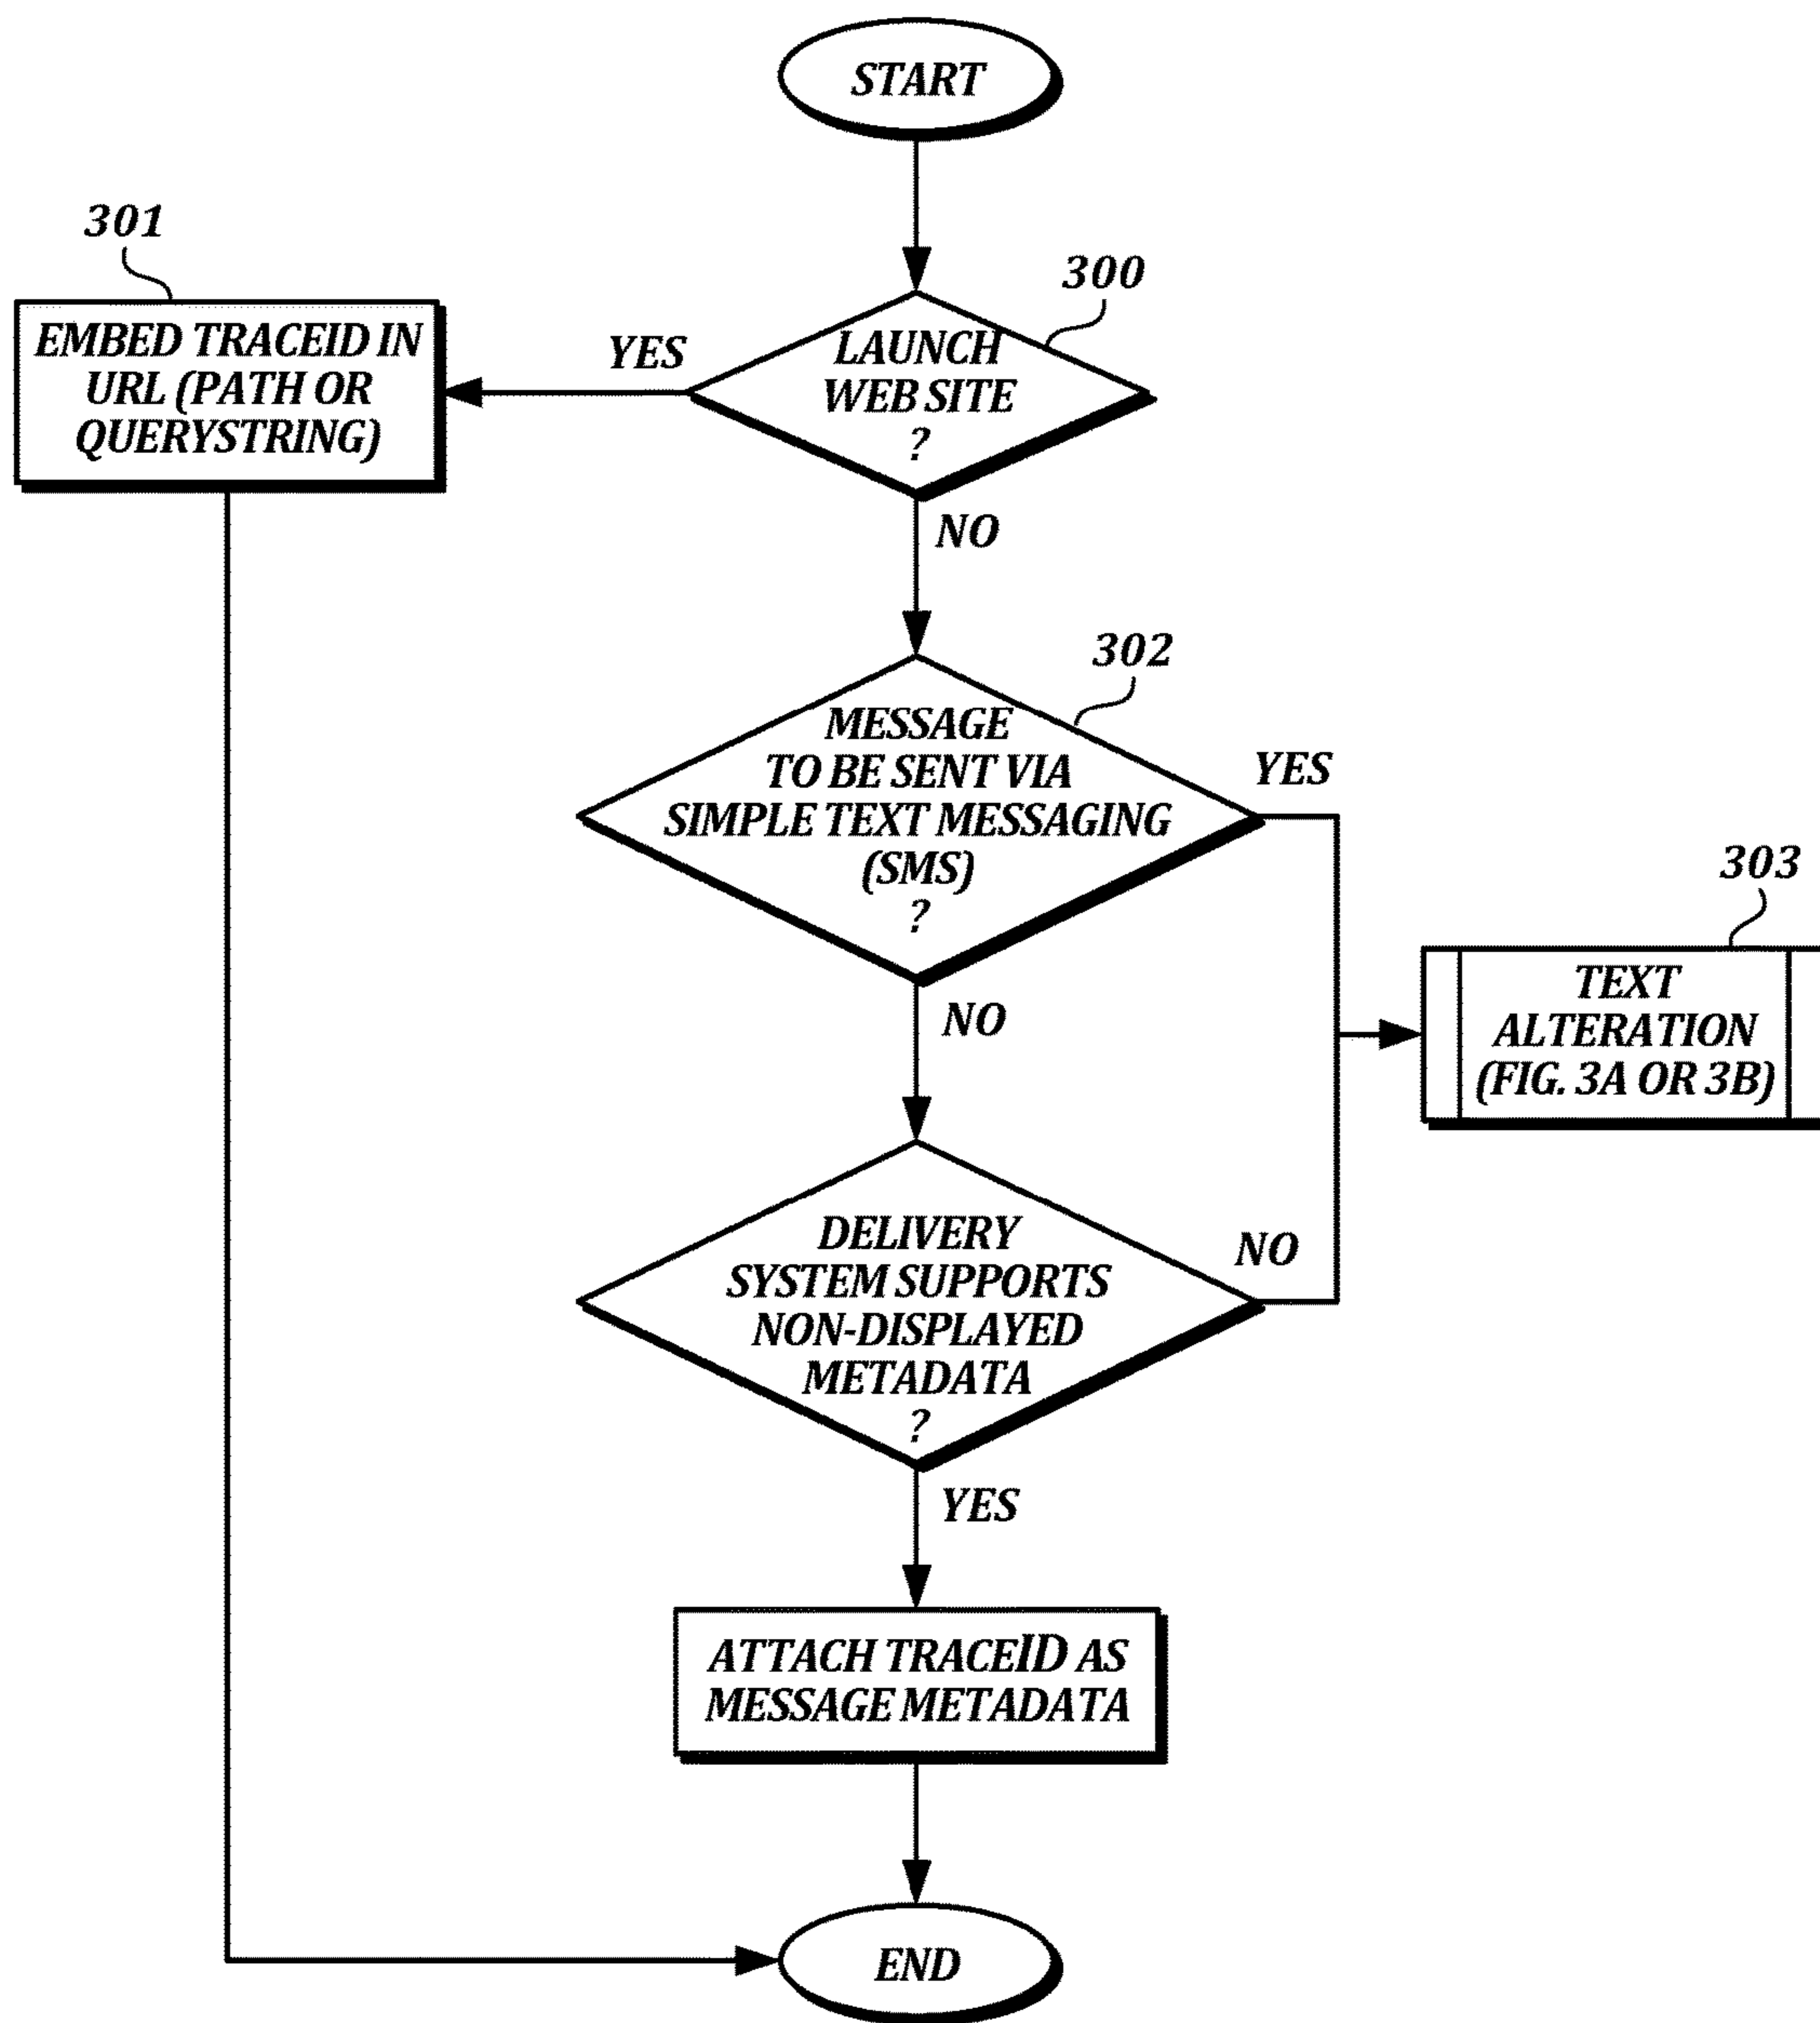 START
301
300
EMBED TRACEID IN
URL (PATH OR
QUERYSTRING)
YES
LAUNCH
WEB SITE
?
NO
302
MESSAGE
TO BE SENT VIA
SIMPLE TEXT MESSAGING
(SMS)
?
YES
303
TEXT
ALTERATION
(FIG. 3A OR 3B)
NO
DELIVERY
SYSTEM SUPPORTS
NON-DISPLAYED
METADATA
?
NO
YES
ATTACH TRACEID AS
MESSAGE METADATA
END